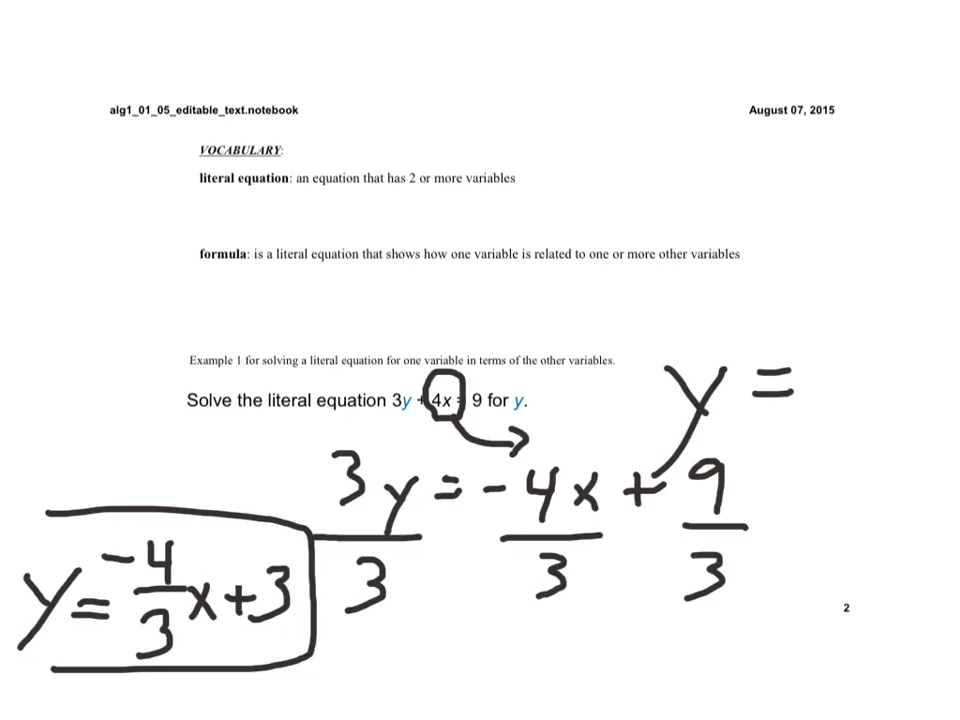 alg1_01_05_editable_text.notebook August 07, 2015
VOCABULARY:
literal equation: an equation that has 2 or more variables
formula: is a literal equation that shows how one variable is related to one or more other variables
Example 1 for solving a literal equation for one variable in terms of the other variables.
Solve the literal equation 3y + 4x = 9 for y.
y =
3y = -4x + 9
3 3 3
y = -4/3 x + 3
2